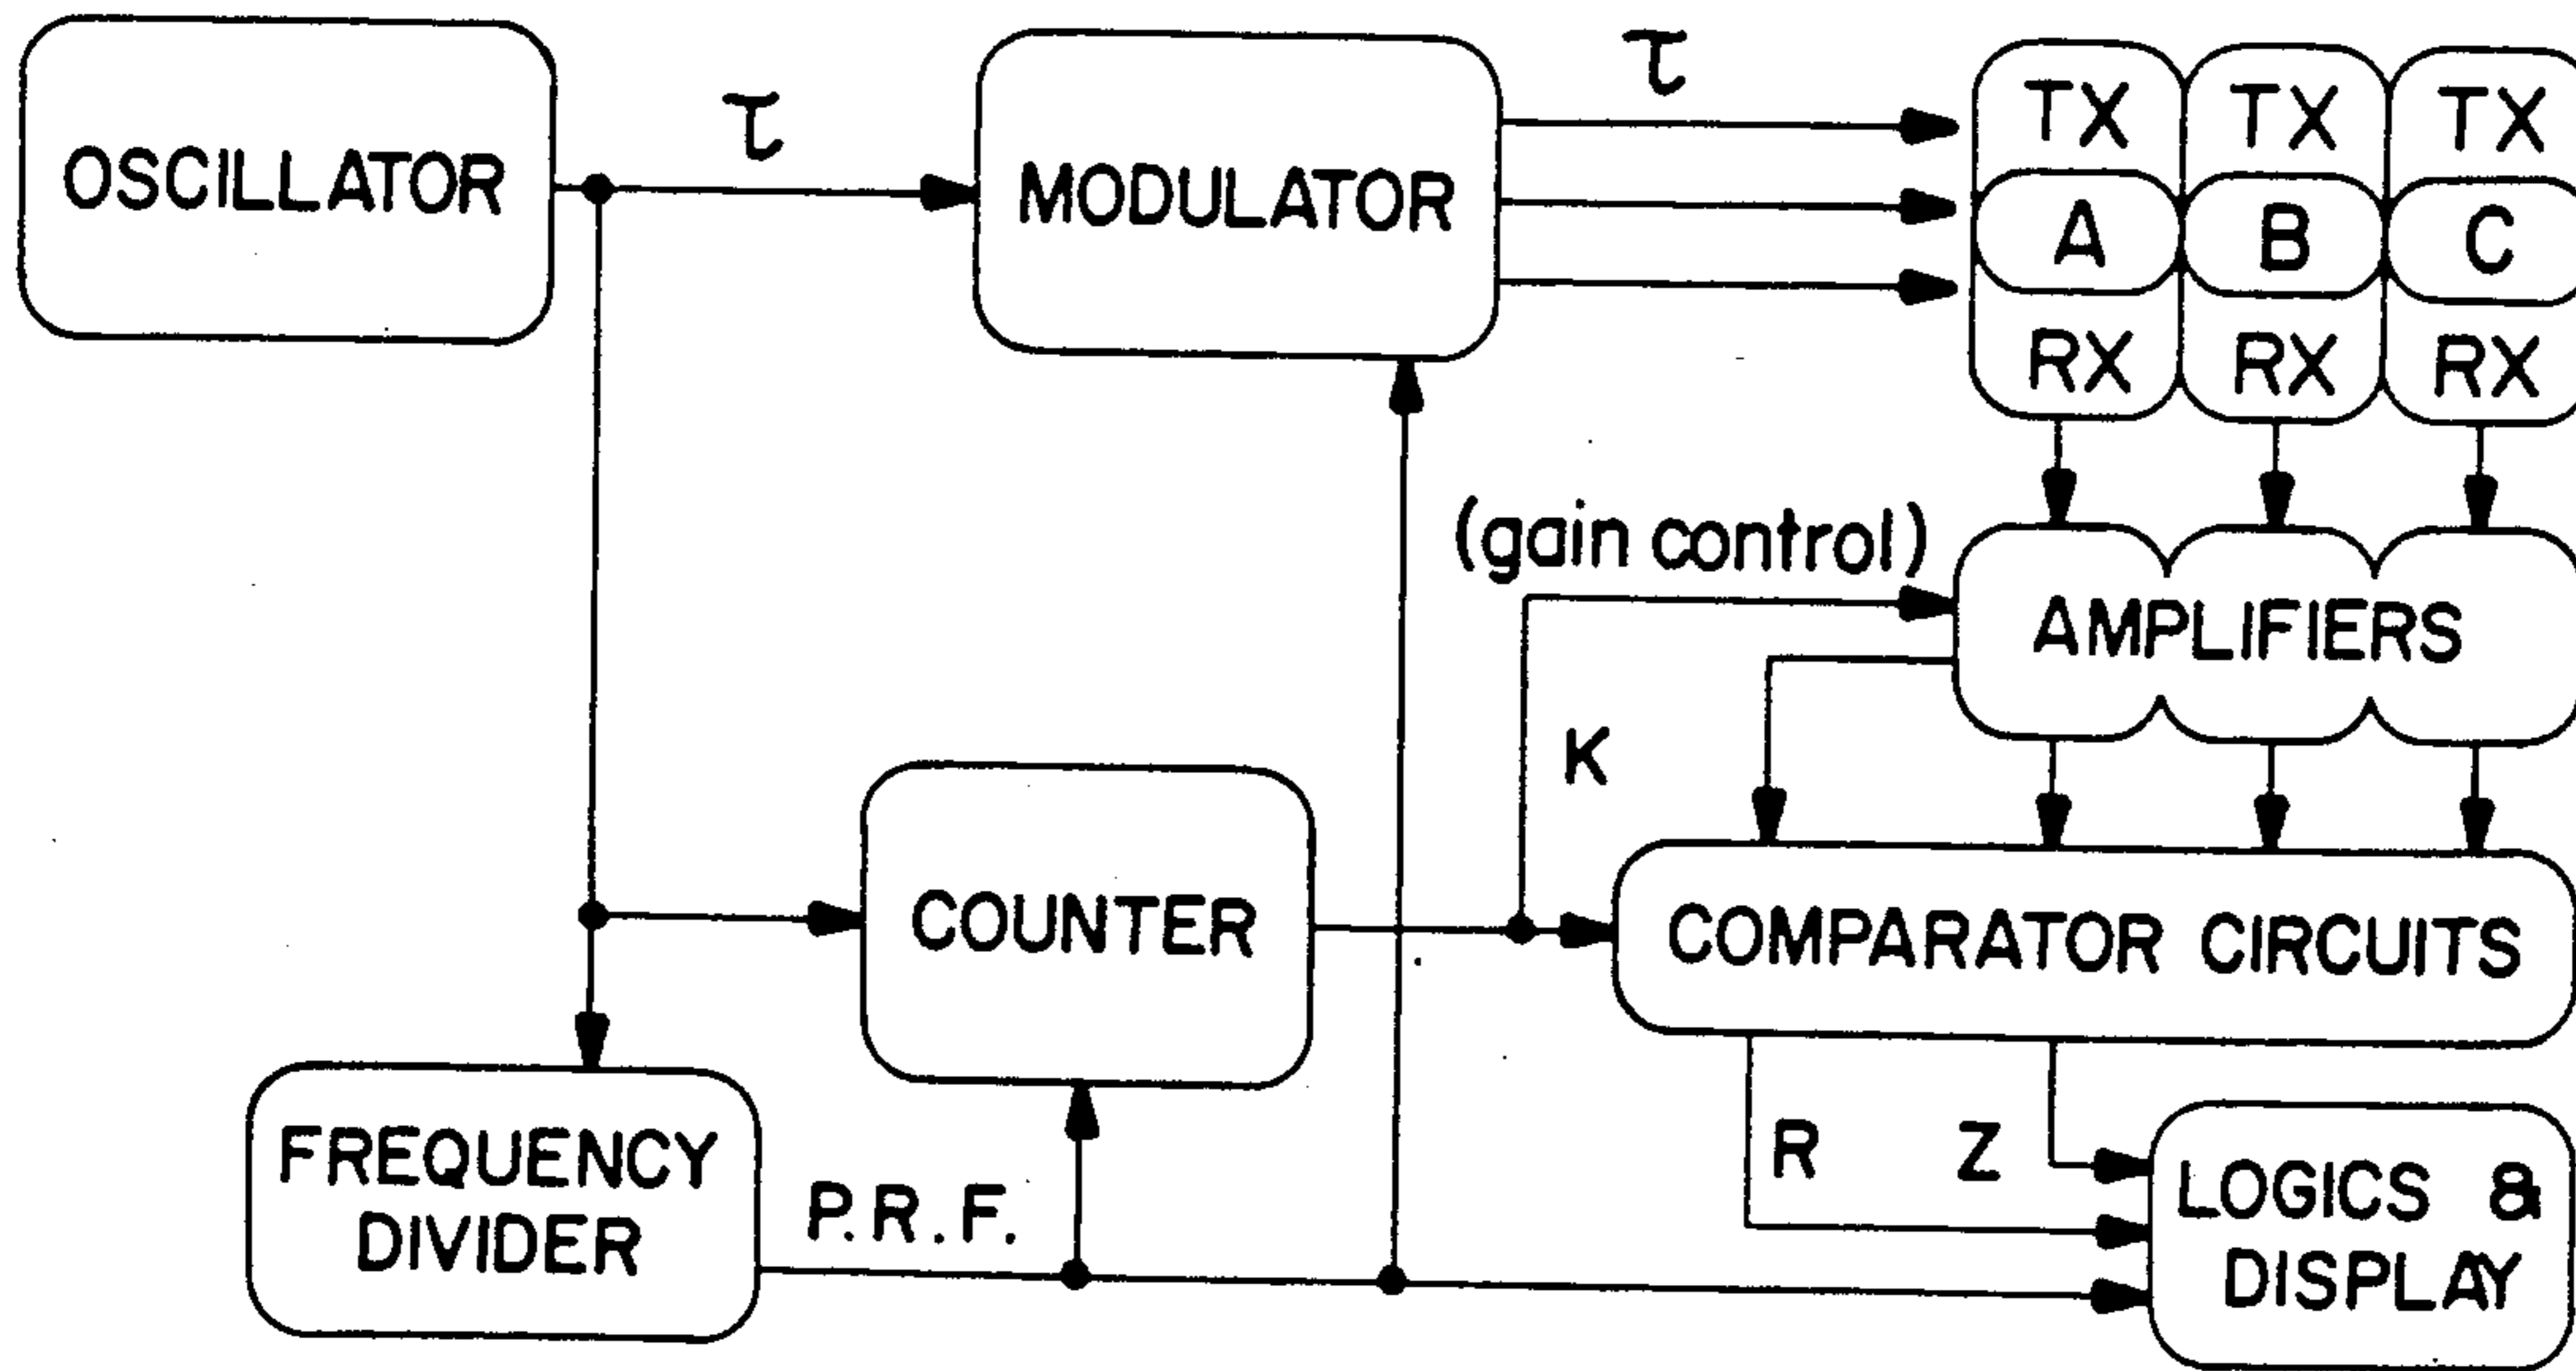 OSCILLATOR
τ
MODULATOR
τ
TX TX TX
A B C
RX RX RX
(gain control)
AMPLIFIERS
K
COUNTER
COMPARATOR CIRCUITS
FREQUENCY
DIVIDER
P.R.F.
R Z
LOGICS &
DISPLAY